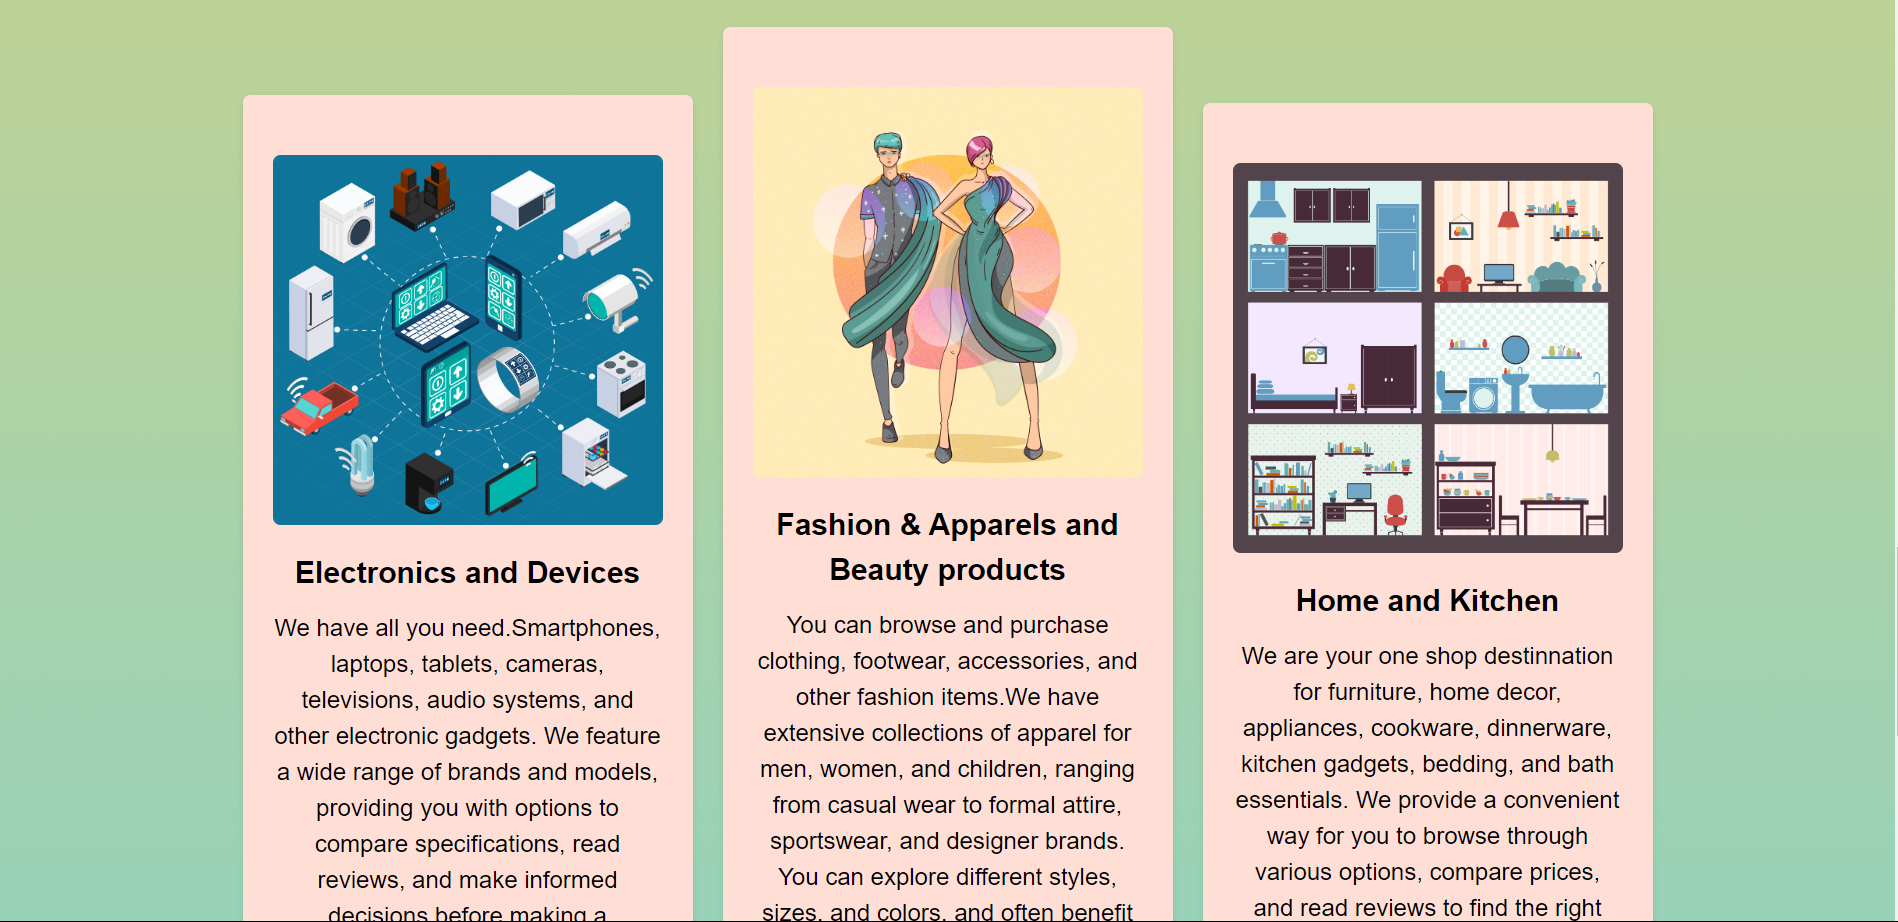 Electronics and Devices
We have all you need.Smartphones,
laptops, tablets, cameras,
televisions, audio systems, and
other electronic gadgets. We feature
a wide range of brands and models,
providing you with options to
compare specifications, read
reviews, and make informed
decisions before making a
Fashion & Apparels and
Beauty products
You can browse and purchase
clothing, footwear, accessories, and
other fashion items.We have
extensive collections of apparel for
men, women, and children, ranging
from casual wear to formal attire,
sportswear, and designer brands.
You can explore different styles,
sizes, and colors, and often benefit
Home and Kitchen
We are your one shop destinnation
for furniture, home decor,
appliances, cookware, dinnerware,
kitchen gadgets, bedding, and bath
essentials. We provide a convenient
way for you to browse through
various options, compare prices,
and read reviews to find the right